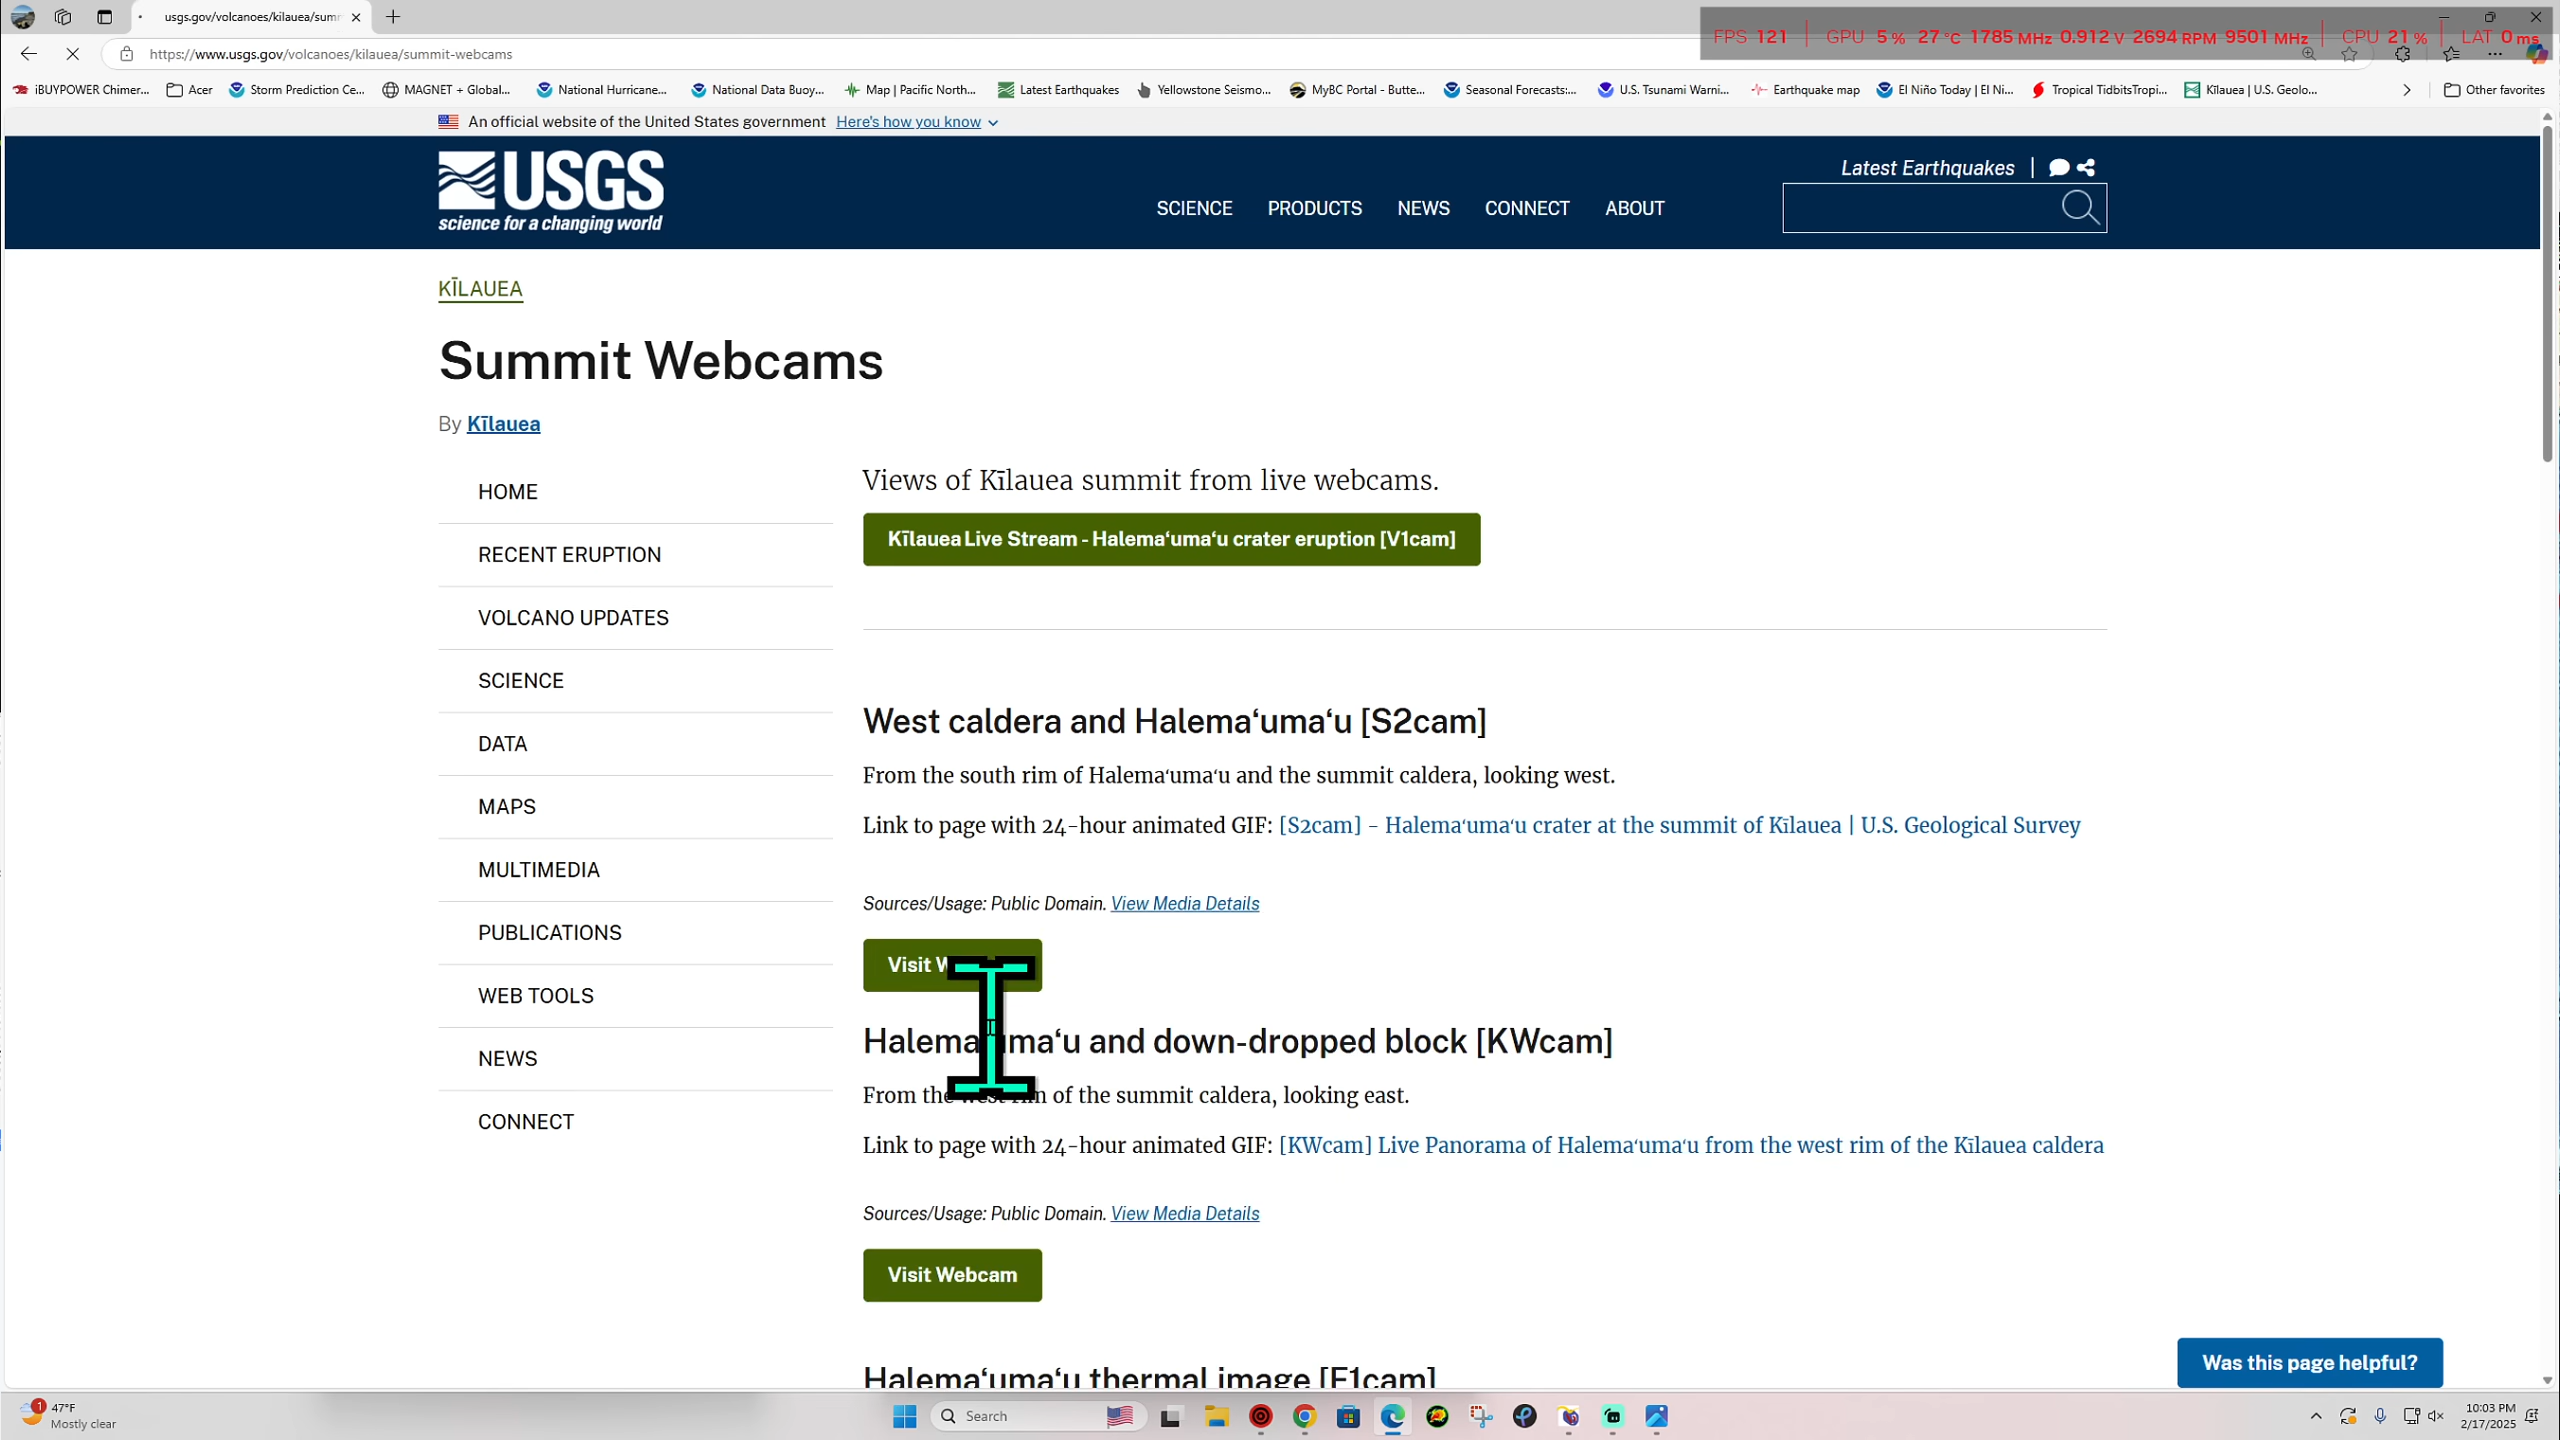 usgs.gov/volcanoes/kilauea/sum
https://www.usgs.gov/volcanoes/kilauea/summit-webcams
FPS 121 GPU 5 % 27 °C 1785 MHz 0.912 V 2694 RPM 9501 MHz CPU 21 % LAT 0 ms
iBUYPOWER Chimer... Acer Storm Prediction Ce... MAGNET + Global... National Hurricane... National Data Buoy... Map | Pacific North... Latest Earthquakes Yellowstone Seismo... MyBC Portal - Butte... Seasonal Forecasts:... U.S. Tsunami Warni... Earthquake map El Niño Today | El Ni... Tropical TidbitsTropi... Kīlauea | U.S. Geolo... Other favorites
An official website of the United States government Here's how you know
USGS
science for a changing world
Latest Earthquakes |
SCIENCE PRODUCTS NEWS CONNECT ABOUT
KĪLAUEA
Summit Webcams
By Kīlauea
HOME
RECENT ERUPTION
VOLCANO UPDATES
SCIENCE
DATA
MAPS
MULTIMEDIA
PUBLICATIONS
WEB TOOLS
NEWS
CONNECT
Views of Kīlauea summit from live webcams.
Kīlauea Live Stream - Halemaʻumaʻu crater eruption [V1cam]
West caldera and Halemaʻumaʻu [S2cam]
From the south rim of Halemaʻumaʻu and the summit caldera, looking west.
Link to page with 24-hour animated GIF: [S2cam] - Halemaʻumaʻu crater at the summit of Kīlauea | U.S. Geological Survey
Sources/Usage: Public Domain. View Media Details
Visit
Halemaʻumaʻu and down-dropped block [KWcam]
From the west rim of the summit caldera, looking east.
Link to page with 24-hour animated GIF: [KWcam] Live Panorama of Halemaʻumaʻu from the west rim of the Kīlauea caldera
Sources/Usage: Public Domain. View Media Details
Visit Webcam
Halemaʻumaʻu thermal image [F1cam]
Was this page helpful?
1
47°F
Mostly clear
Search
10:03 PM
2/17/2025